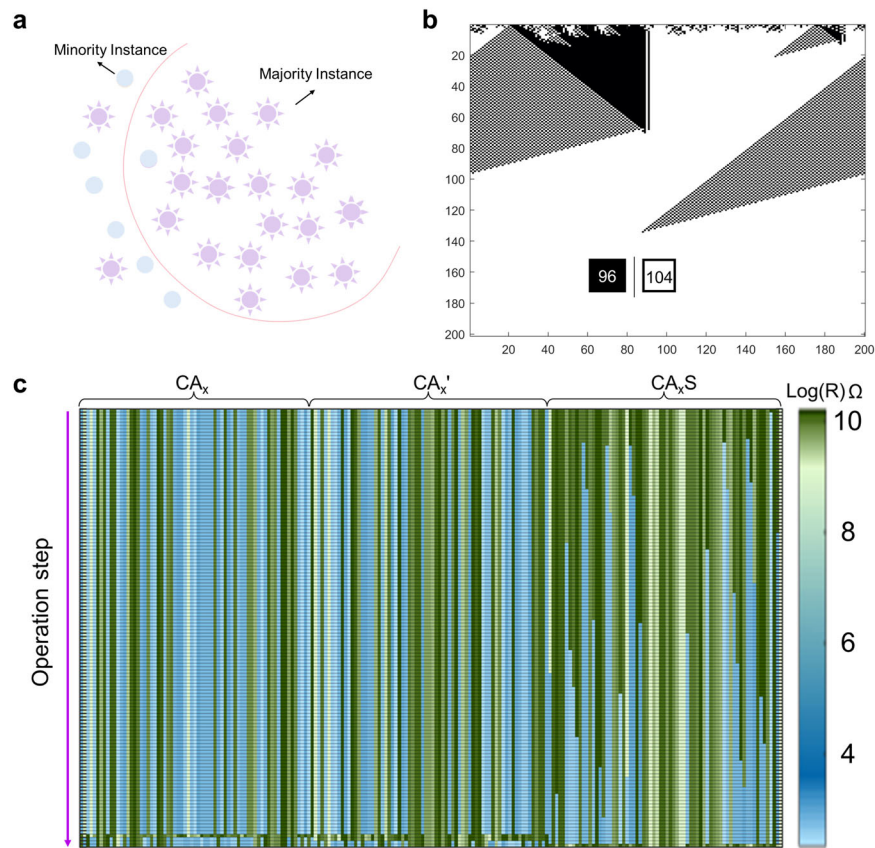 a
Minority Instance
Majority Instance
b
20
40
60
80
100
120
140
160
180
200
96
104
20 40 60 80 100 120 140 160 180 200
c
CAₓ
CAₓ'
CAₓS
Log(R) Ω
10
8
6
4
Operation step